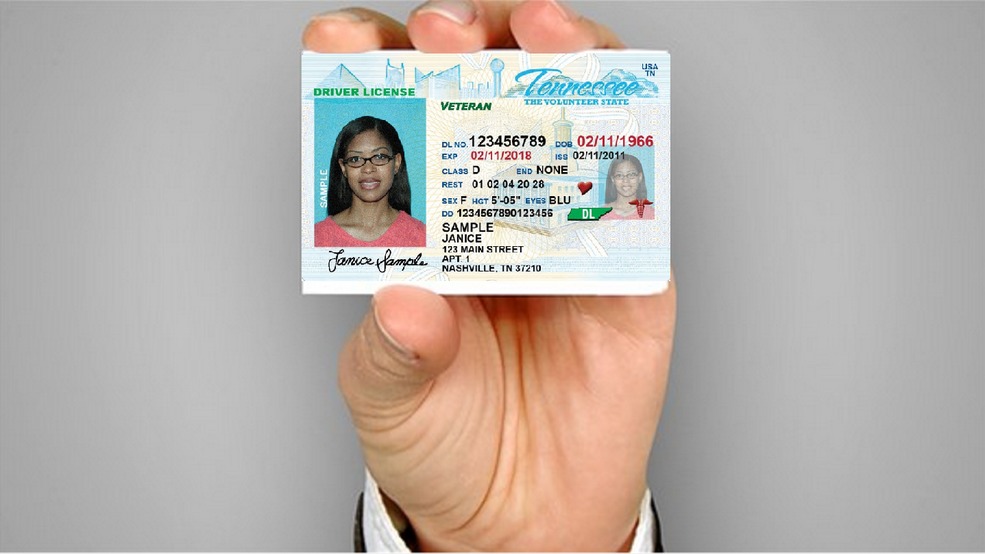 USA
TN
Tennessee
THE VOLUNTEER STATE
DRIVER LICENSE
VETERAN
DL NO. 123456789 DOB 02/11/1966
EXP 02/11/2018 ISS 02/11/2011
CLASS D END NONE
REST 01 02 04 20 28
SEX F HGT 5'-05" EYES BLU
DD 1234567890123456
DL
SAMPLE
JANICE
123 MAIN STREET
APT. 1
NASHVILLE, TN 37210
SAMPLE
Janice Sample